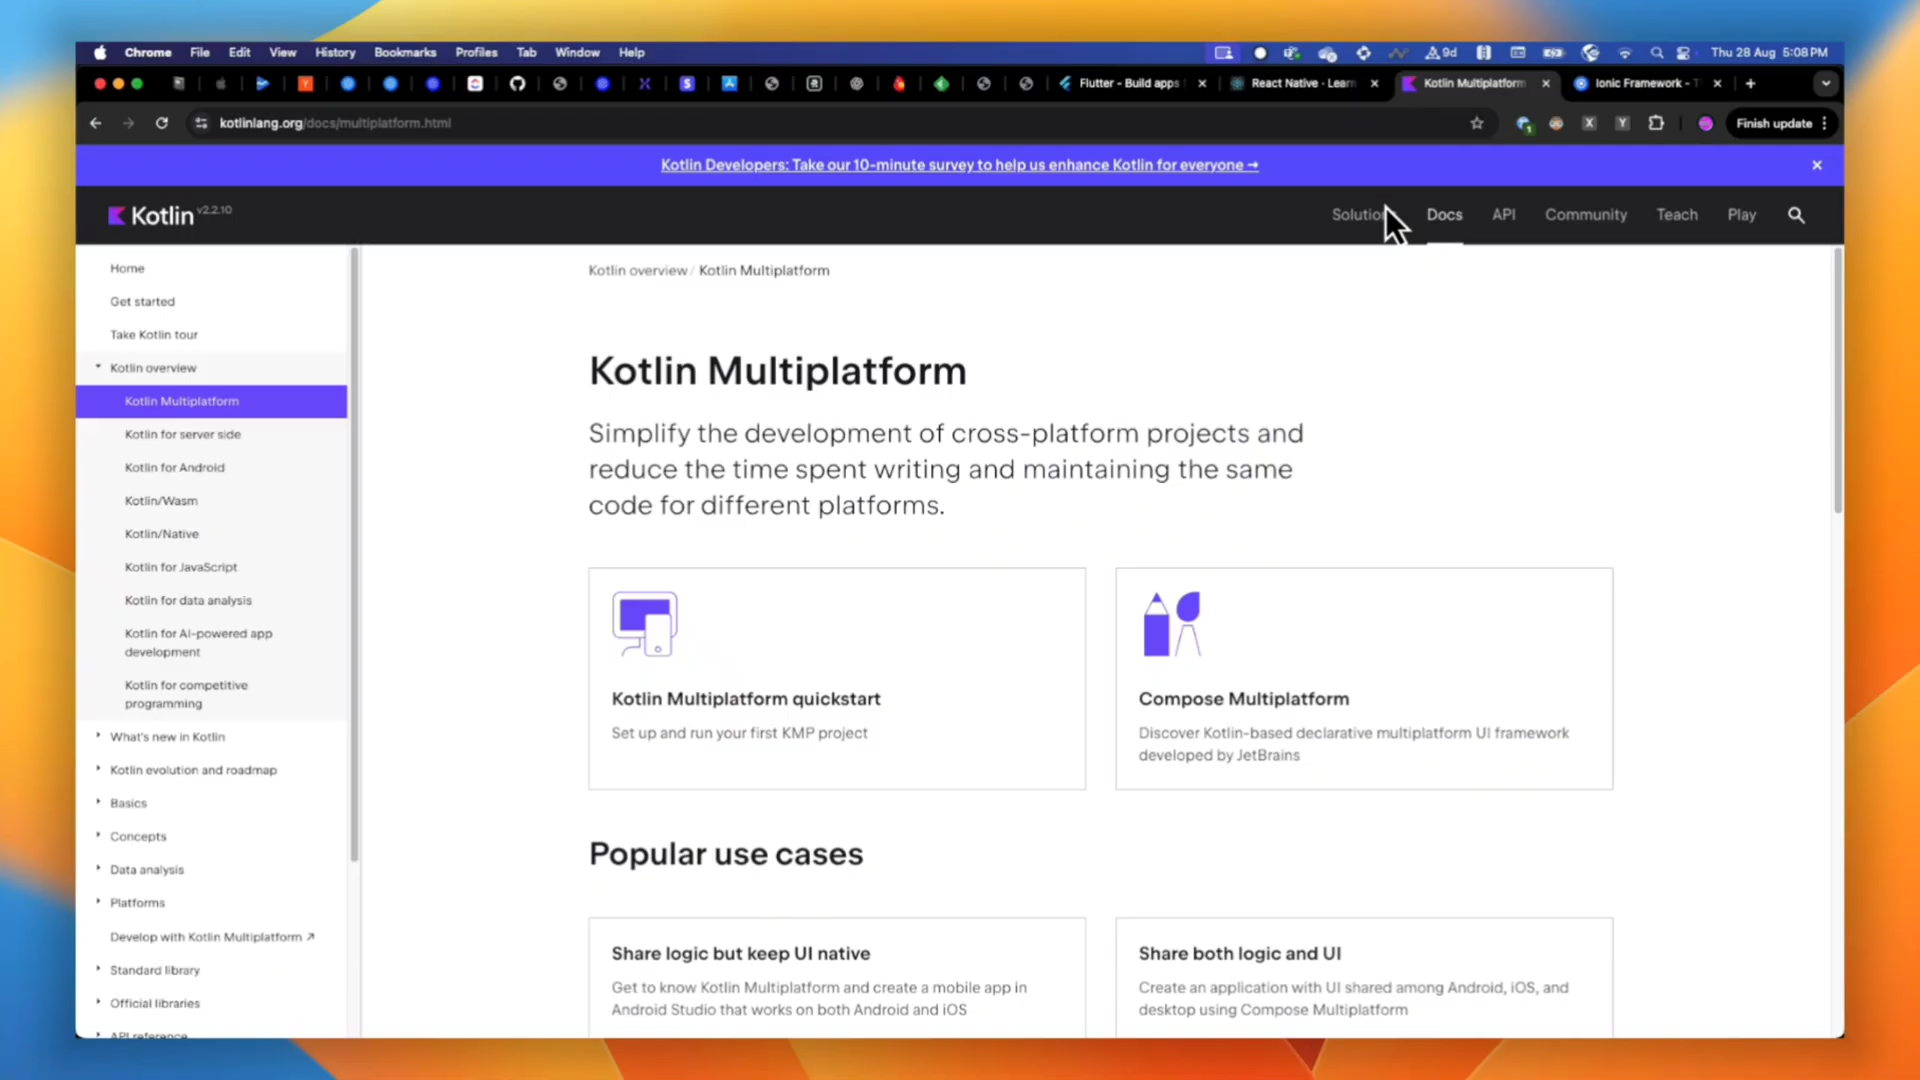 Chrome File Edit View History Bookmarks Profiles Tab Window Help 9d Thu 28 Aug 5:08 PM
Flutter - Build apps React Native · Learn Kotlin Multiplatform Ionic Framework - T
kotlinlang.org/docs/multiplatform.html Finish update
Kotlin Developers: Take our 10-minute survey to help us enhance Kotlin for everyone →
Kotlin v2.2.10 Solution Docs API Community Teach Play
Home
Get started
Take Kotlin tour
Kotlin overview
Kotlin Multiplatform
Kotlin for server side
Kotlin for Android
Kotlin/Wasm
Kotlin/Native
Kotlin for JavaScript
Kotlin for data analysis
Kotlin for AI-powered app
development
Kotlin for competitive
programming
What's new in Kotlin
Kotlin evolution and roadmap
Basics
Concepts
Data analysis
Platforms
Develop with Kotlin Multiplatform ↗
Standard library
Official libraries
API reference
Kotlin overview / Kotlin Multiplatform
Kotlin Multiplatform
Simplify the development of cross-platform projects and
reduce the time spent writing and maintaining the same
code for different platforms.
Kotlin Multiplatform quickstart
Set up and run your first KMP project
Compose Multiplatform
Discover Kotlin-based declarative multiplatform UI framework
developed by JetBrains
Popular use cases
Share logic but keep UI native
Get to know Kotlin Multiplatform and create a mobile app in
Android Studio that works on both Android and iOS
Share both logic and UI
Create an application with UI shared among Android, iOS, and
desktop using Compose Multiplatform